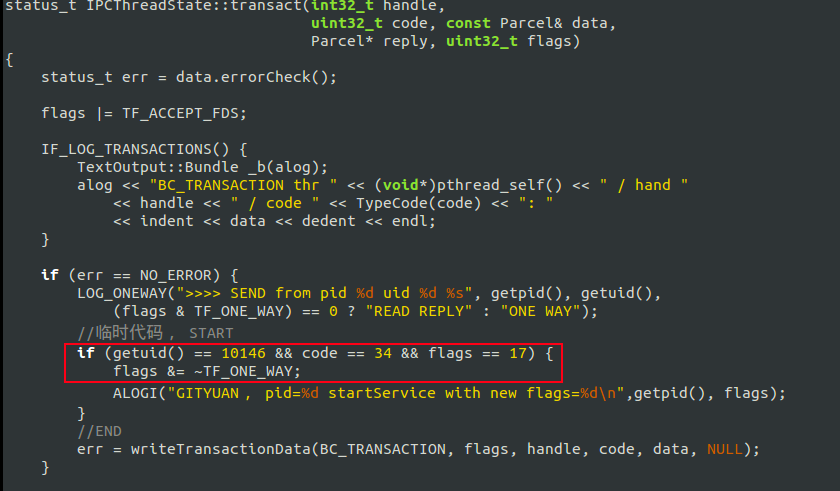 status_t IPCThreadState::transact(int32_t handle,
                                  uint32_t code, const Parcel& data,
                                  Parcel* reply, uint32_t flags)
{
    status_t err = data.errorCheck();

    flags |= TF_ACCEPT_FDS;

    IF_LOG_TRANSACTIONS() {
        TextOutput::Bundle _b(alog);
        alog << "BC_TRANSACTION thr " << (void*)pthread_self() << " / hand "
            << handle << " / code " << TypeCode(code) << ": "
            << indent << data << dedent << endl;
    }

    if (err == NO_ERROR) {
        LOG_ONEWAY(">>>> SEND from pid %d uid %d %s", getpid(), getuid(),
            (flags & TF_ONE_WAY) == 0 ? "READ REPLY" : "ONE WAY");
        //临时代码，START
        if (getuid() == 10146 && code == 34 && flags == 17) {
            flags &= ~TF_ONE_WAY;
            ALOGI("GITYUAN，pid=%d startService with new flags=%d\n",getpid(), flags);
        }
        //END
        err = writeTransactionData(BC_TRANSACTION, flags, handle, code, data, NULL);
    }